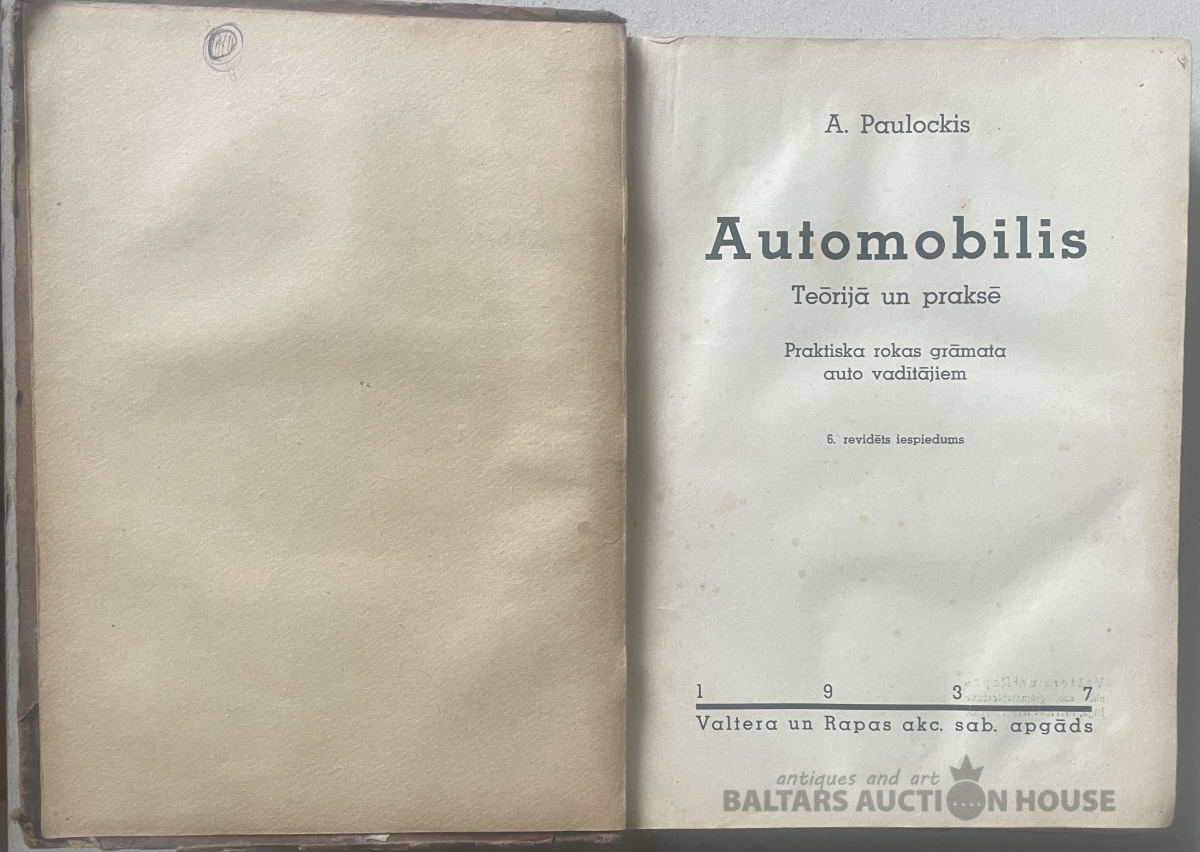 A. Paulockis
Automobilis
Teōrijā un praksē
Praktiska rokas grāmata
auto vadītājiem
6. revidēts iespiedums
1 9 3 7
Valtera un Rapas akc. sab. apgāds
antiques and art
BALTARS AUCTION HOUSE